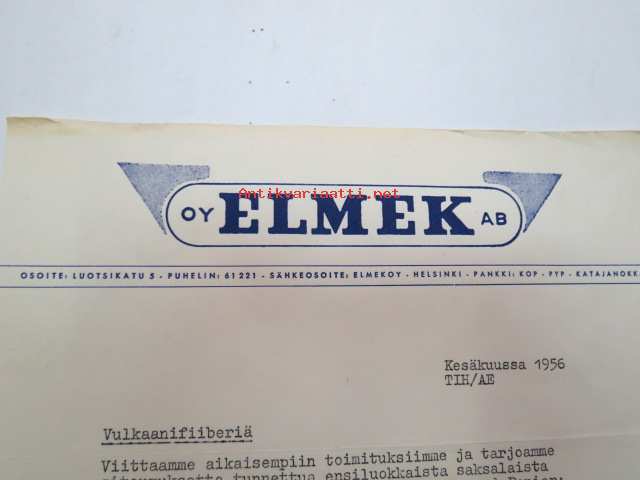 OY ELMEK AB
Antikvariaatti.net
OSOITE: LUOTSIKATU 5 - PUHELIN: 61 221 - SÄHKEOSOITE: ELMEKOY - HELSINKI - PANKKI: KOP - PYP - KATAJANOKK
Kesäkuussa 1956
TIH/AE
Vulkaanifiiberiä
Viittaamme aikaisempiin toimituksiimme ja tarjoamme
tunnettua ensiluokkaista saksalaista